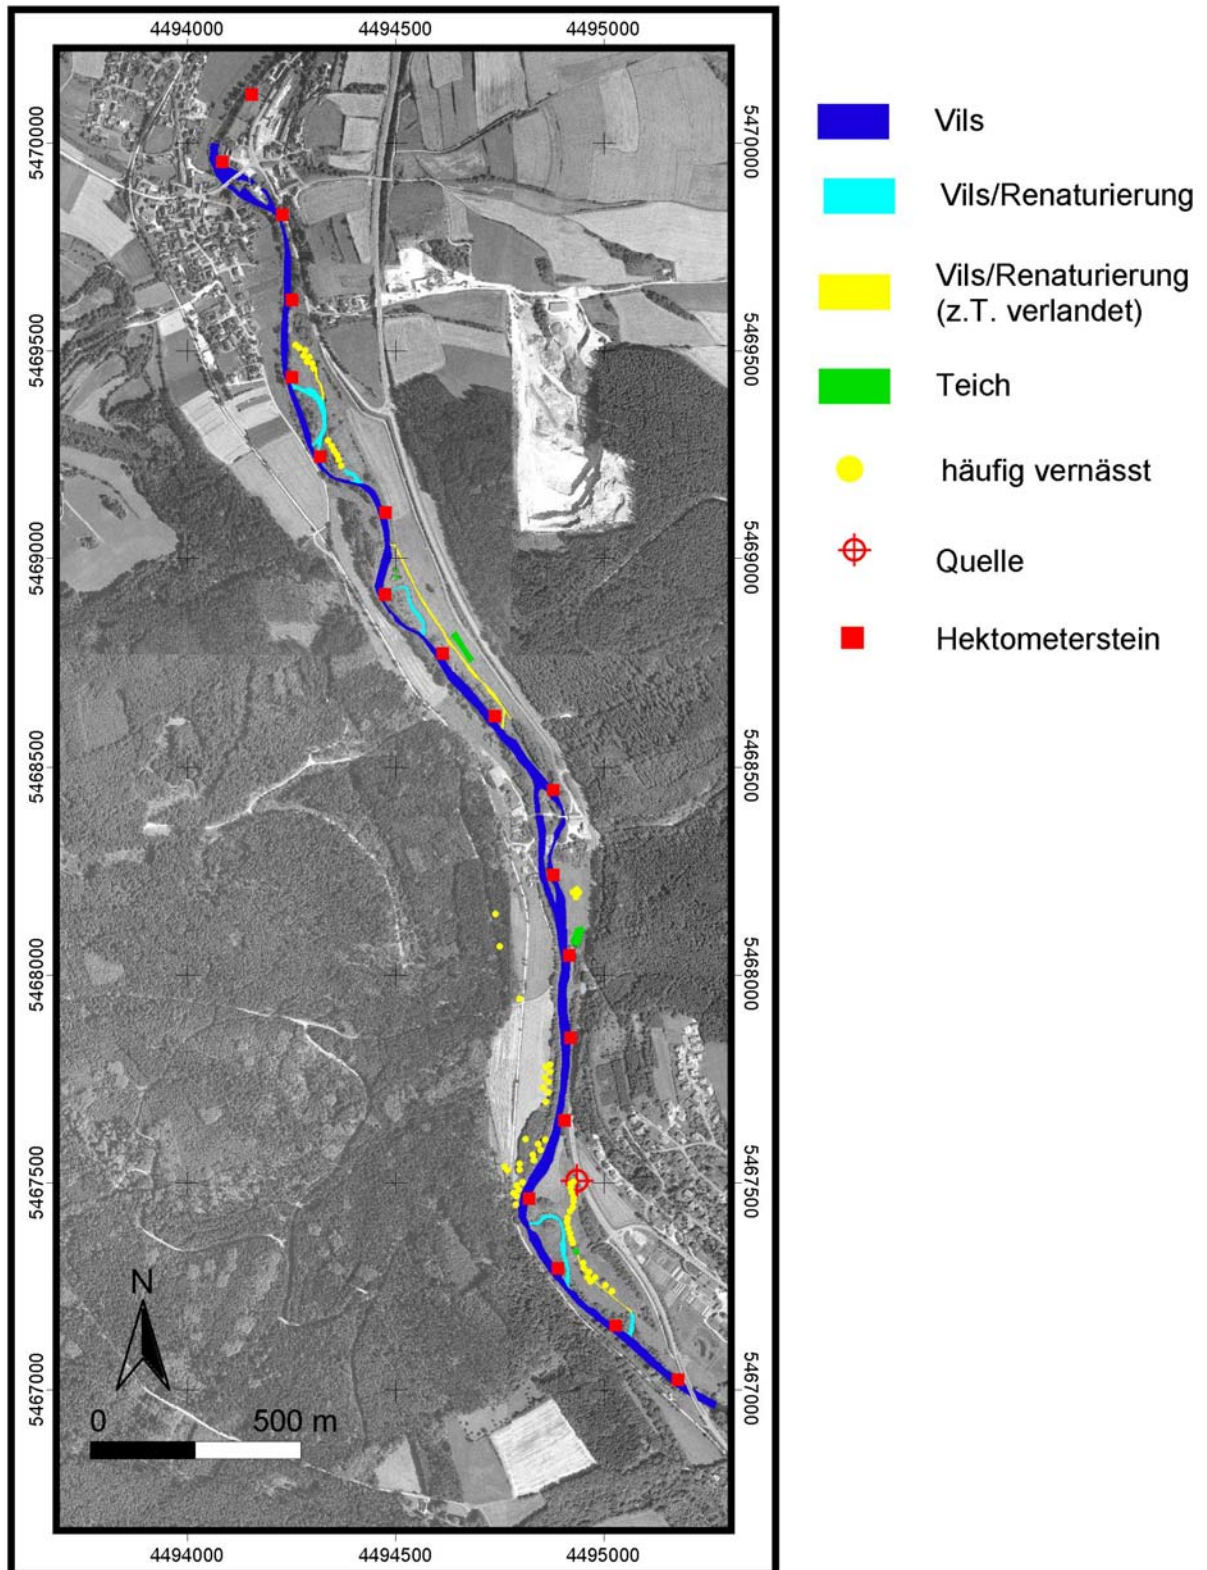 4494000
4494500
4495000
5470000
5470000
5469500
5469500
5469000
5469000
5468500
5468500
5468000
5468000
5467500
5467500
5467000
5467000
N
0
500 m
4494000
4494500
4495000
Vils
Vils/Renaturierung
Vils/Renaturierung
(z.T. verlandet)
Teich
häufig vernässt
Quelle
Hektometerstein